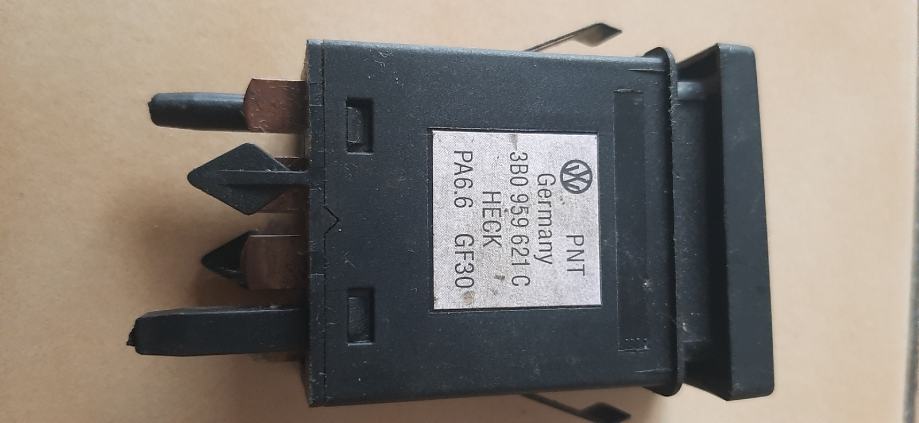 PNT
Germany
3B0 959 621 C
HECK
PA6.6 GF30